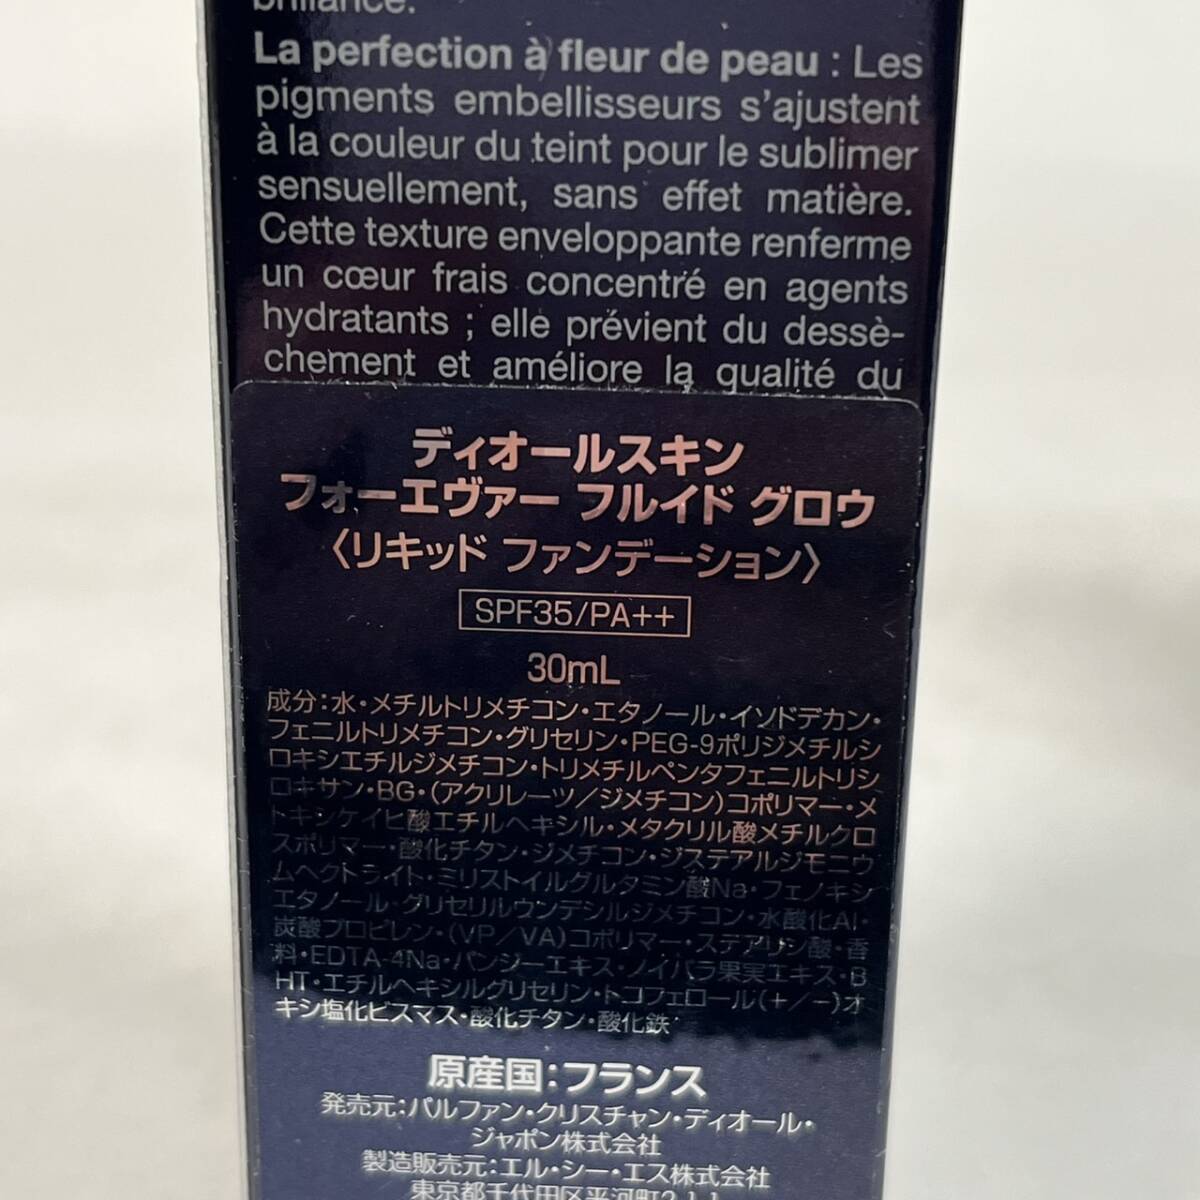 brillance.
La perfection à fleur de peau : Les
pigments embellisseurs s'ajustent
à la couleur du teint pour le sublimer
sensuellement, sans effet matière.
Cette texture enveloppante renferme
un cœur frais concentré en agents
hydratants ; elle prévient du dessè-
chement et améliore la qualité du
ディオールスキン
フォーエヴァー フルイド グロウ
〈リキッド ファンデーション〉
SPF35/PA++
30mL
成分:水・メチルトリメチコン・エタノール・イソドデカン・
フェニルトリメチコン・グリセリン・PEG-9ポリジメチルシ
ロキシエチルジメチコン・トリメチルペンタフェニルトリシ
ロキサン・BG・(アクリレーツ/ジメチコン)コポリマー・メ
トキシケイヒ酸エチルヘキシル・メタクリル酸メチルクロ
スポリマー・酸化チタン・ジメチコン・ジステアルジモニウ
ムヘクトライト・ミリストイルグルタミン酸Na・フェノキシ
エタノール・グリセリルウンデシルジメチコン・水酸化Al・
炭酸プロピレン・(VP/VA)コポリマー・ステアリン酸・香
料・EDTA-4Na・パンジーエキス・ノイバラ果実エキス・B
HT・エチルヘキシルグリセリン・トコフェロール(+/-)オ
キシ塩化ビスマス・酸化チタン・酸化鉄
原産国:フランス
発売元:パルファン・クリスチャン・ディオール・
ジャポン株式会社
製造販売元:エル・シー・エス株式会社
東京都千代田区平河町2-1-1